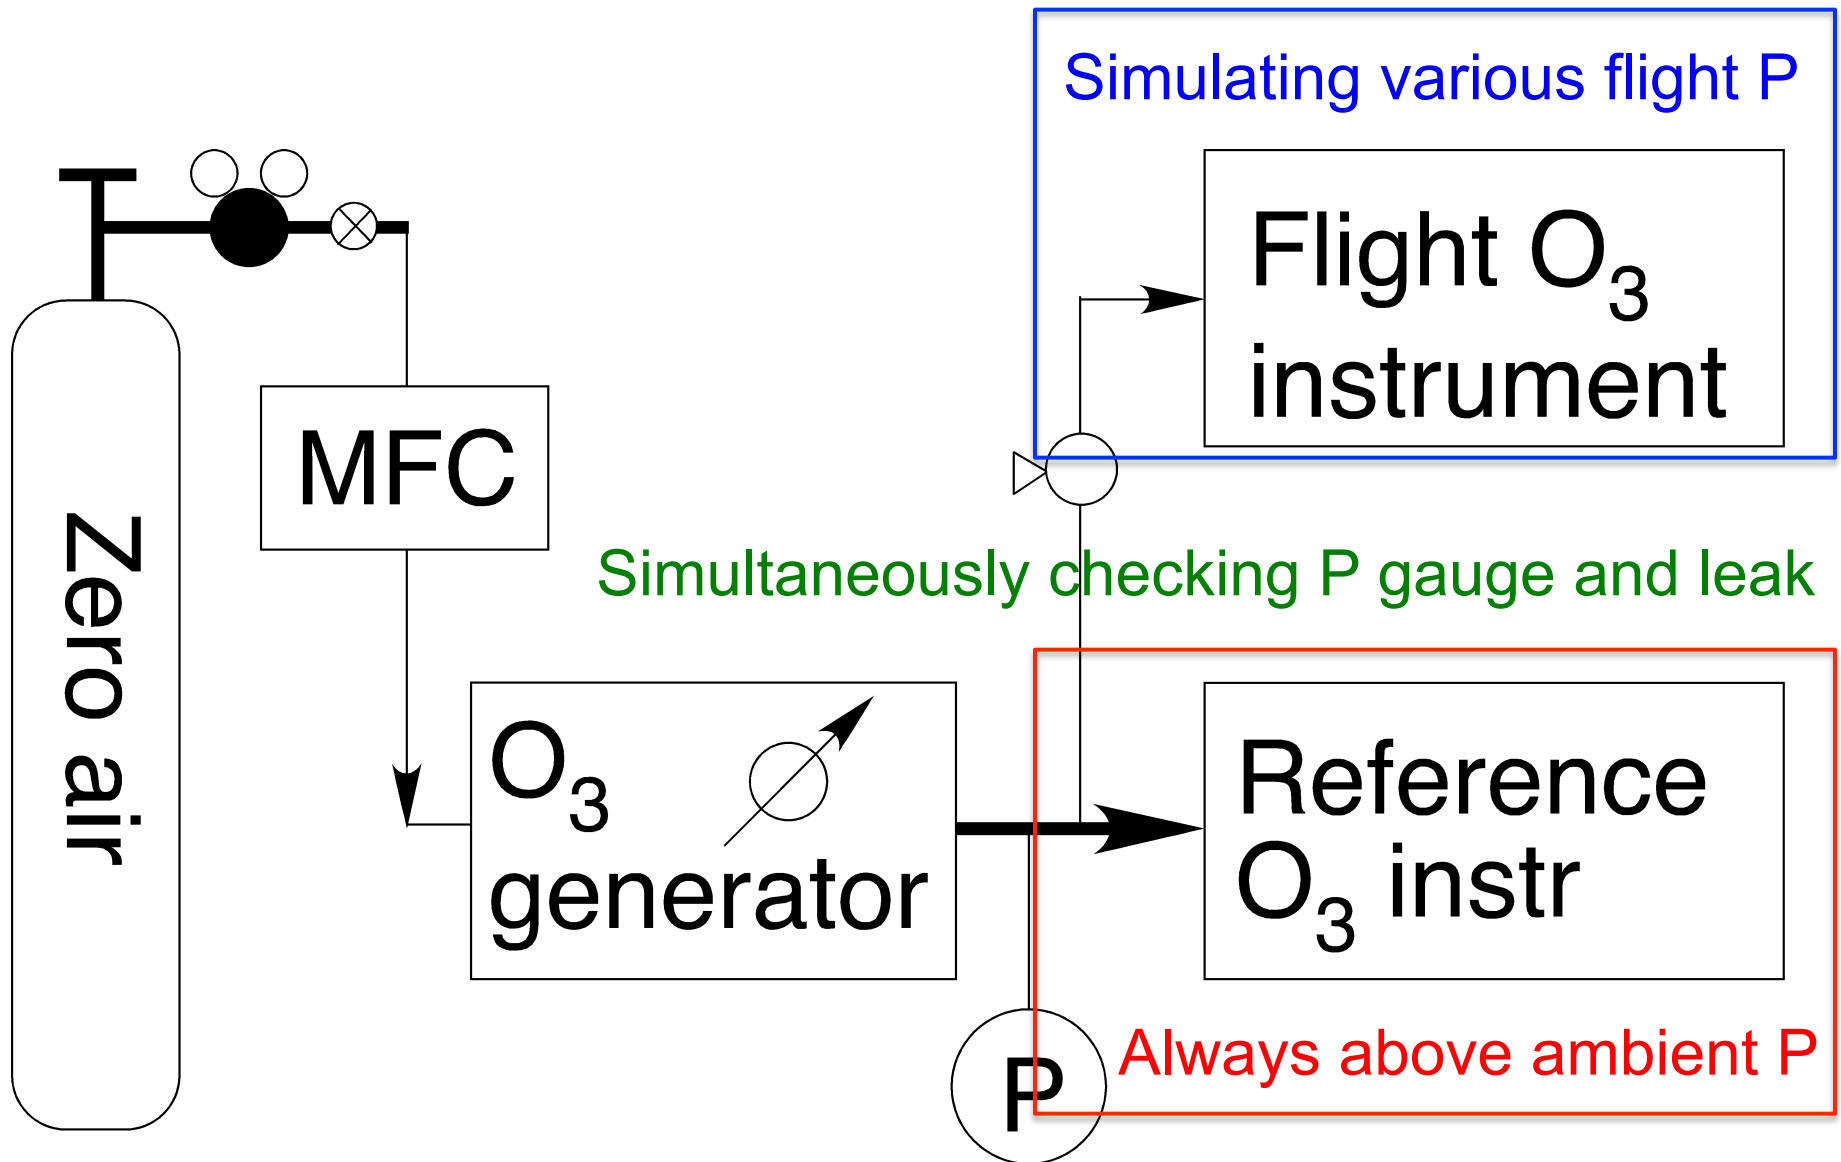 Simulating various flight P
Flight O₃
instrument
MFC
Zero air
Simultaneously checking P gauge and leak
O₃
generator
Reference
O₃ instr
Always above ambient P
P